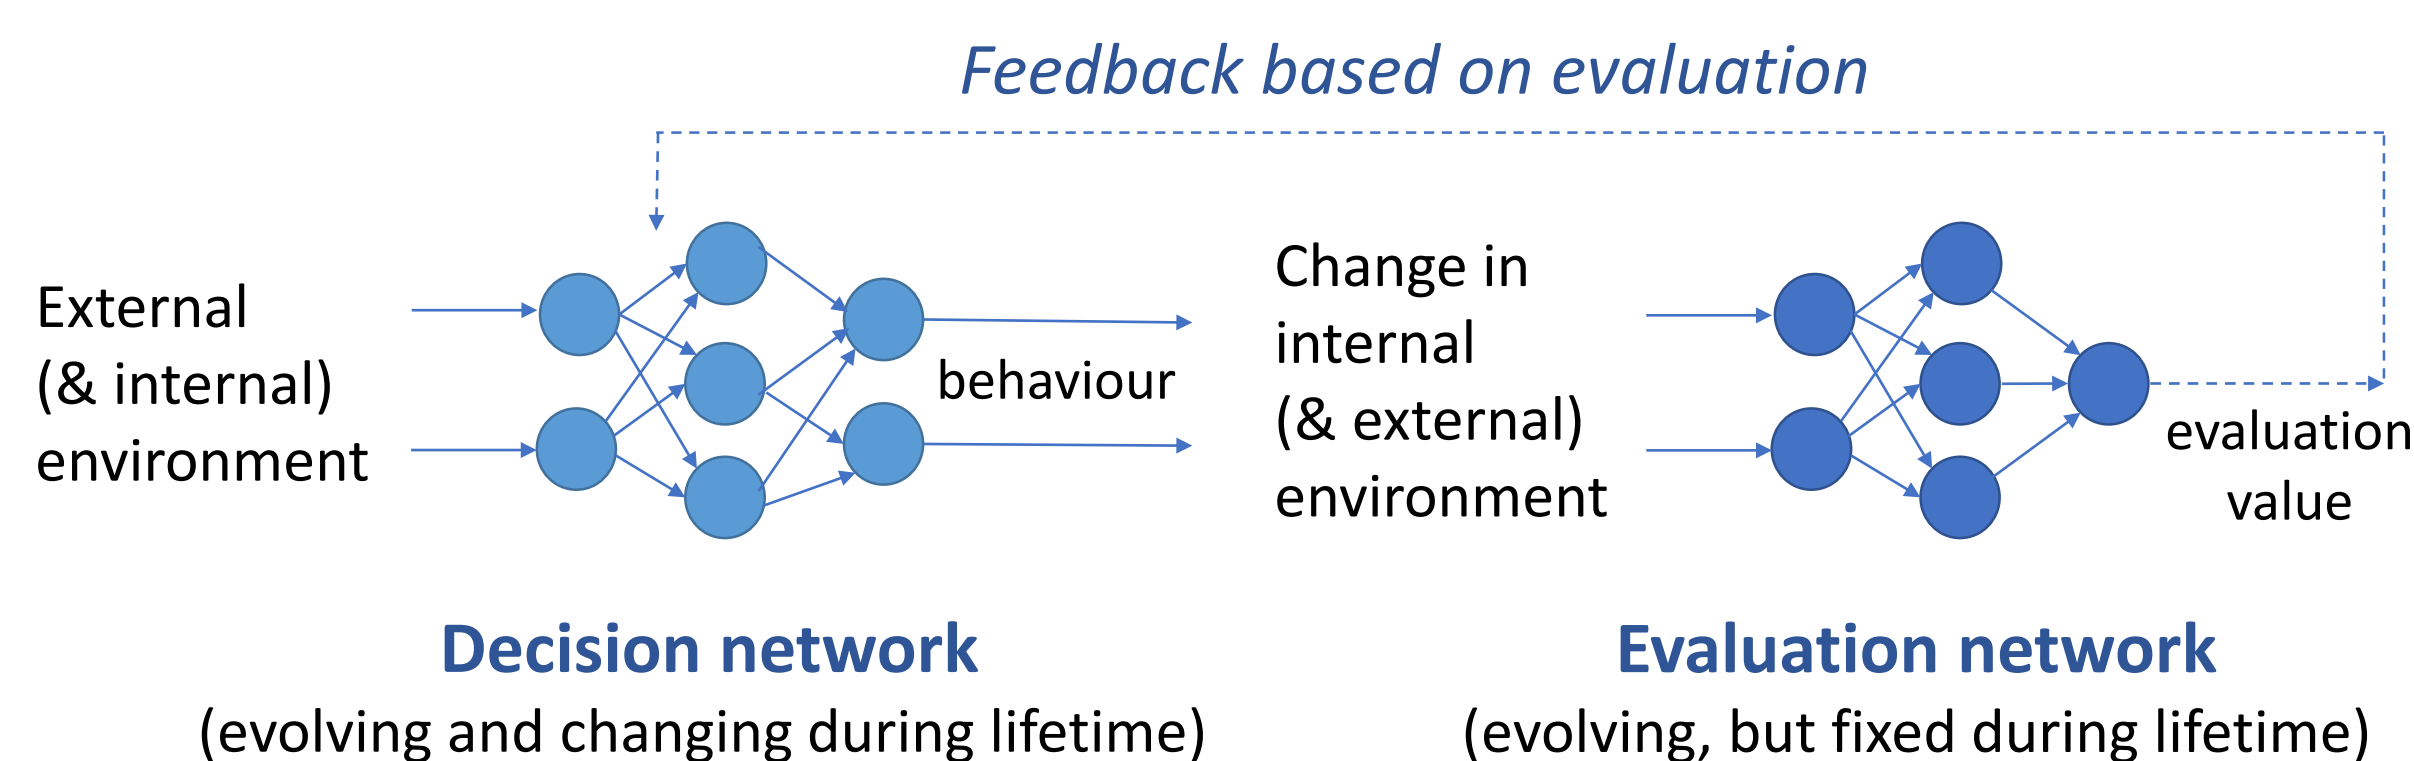 Feedback based on evaluation
External
(& internal)
environment
behaviour
Change in
internal
(& external)
environment
evaluation
value
Decision network
(evolving and changing during lifetime)
Evaluation network
(evolving, but fixed during lifetime)